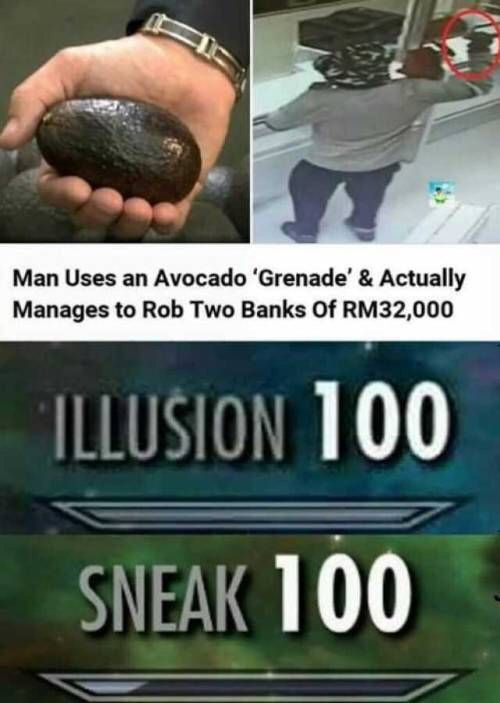 Man Uses an Avocado ‘Grenade’ & Actually
Manages to Rob Two Banks Of RM32,000
ILLUSION 100
SNEAK 100